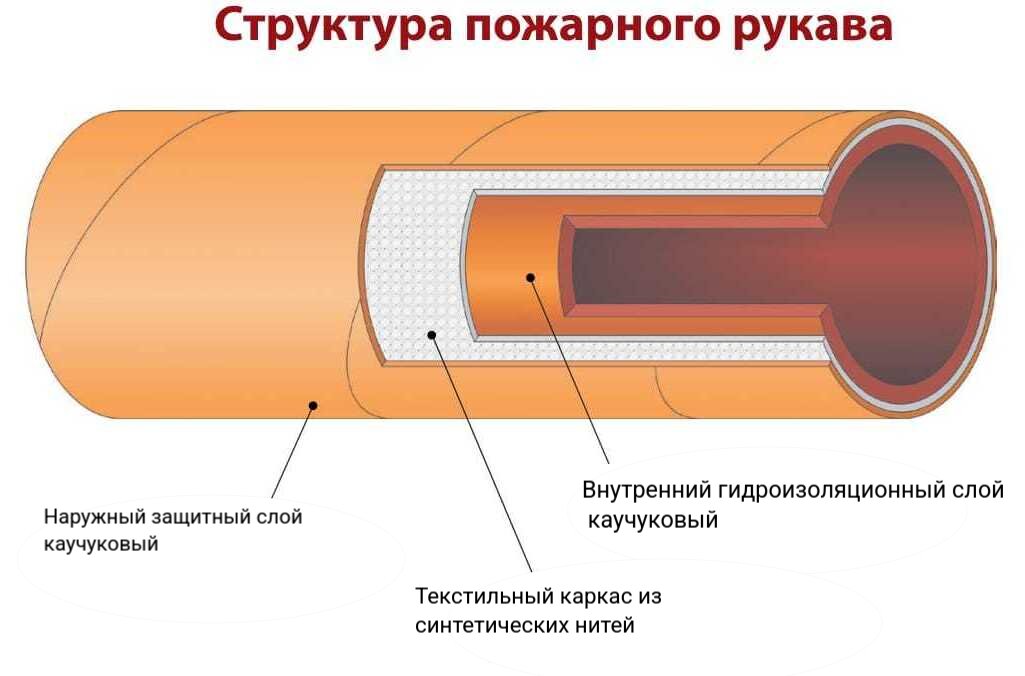 Структура пожарного рукава
Внутренний гидроизоляционный слой
каучуковый
Наружный защитный слой
каучуковый
Текстильный каркас из
синтетических нитей